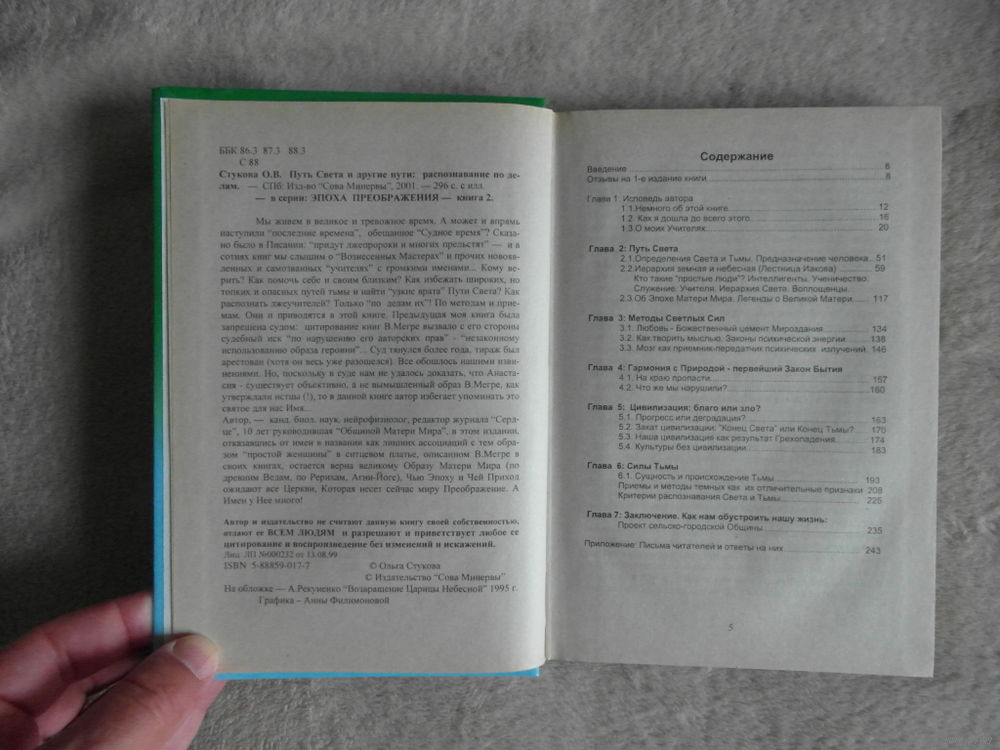 ББК 86.3 87.3 88.3
С 88
Стукова О.В. Путь Света и другие пути: распознавание по де-
лам. — СПб: Изд-во "Сова Минервы", 2001. — 296 с. с илл.
— в серии: ЭПОХА ПРЕОБРАЖЕНИЯ — книга 2.
Мы живем в великое и тревожное время. А может и впрямь
наступили "последние времена", обещанное "Судное время"? Сказа-
но было в Писании: "придут лжепророки и многих прельстят" — и в
сотнях книг мы слышим о "Вознесенных Мастерах" и прочих новояв-
ленных и самозванных "учителях" с громкими именами... Кому ве-
рить? Как помочь себе и своим близким? Как избежать широких, но
топких и опасных путей тьмы и найти "узкие врата" Пути Света? Как
распознать лжеучителей? Только "по делам их"! По методам и прие-
мам. Они и приводятся в этой книге. Предыдущая моя книга была
запрещена судом: цитирование книг В.Мегре вызвало с его стороны
судебный иск "по нарушению его авторских прав" - "незаконному
использованию образа героини"... Суд тянулся более года, тираж был
арестован (хотя он весь уже разошелся). Все обошлось нашими изви-
нениями. Но, поскольку в суде нам не удалось доказать, что Анаста-
сия - существует объективно, а не вымышленный образ В.Мегре, как
утверждали истцы (!), то в данной книге автор избегает упоминать это
святое для нас Имя...
Автор, — канд. биол. наук, нейрофизиолог, редактор журнала "Серд-
це", 10 лет руководившая "Общиной Матери Мира", в этом издании,
отказавшись от имен в названии как лишних ассоциаций с тем обра-
зом "простой женщины" в ситцевом платье, описанном В.Мегре в
своих книгах, остается верна великому Образу Матери Мира (по
древним Ведам, по Рерихам, Агни-Йоге), Чью Эпоху и Чей Приход
ожидают все Церкви, Которая несет сейчас миру Преображение. А
Имен у Нее много!
Автор и издательство не считают данную книгу своей собственностью,
отдают ее ВСЕМ ЛЮДЯМ и разрешают и приветствует любое ее
цитирование и воспроизведение без изменений и искажений.
Лиц. ЛП №000232 от 13.08.99
ISBN 5-88859-017-7 © Ольга Стукова
© Издательство "Сова Минервы"
На обложке — А.Рекуненко "Возвращение Царицы Небесной" 1995 г.
Графика – Анны Филимоновой
Содержание
Введение 6
Отзывы на 1-е издание книги 8
Глава 1. Исповедь автора
1.1.Немного об этой книге 12
1.2. Как я дошла до всего этого 16
1.3.О моих Учителях 20
Глава 2: Путь Света
2.1.Определения Света и Тьмы. Предназначение человека 51
2.2.Иерархия земная и небесная (Лестница Иакова) 59
Кто такие "простые люди"? Интеллигенты. Ученичество.
Служение. Учителя. Иерархия Света. Воплощенцы.
2.3.Об Эпохе Матери Мира. Легенды о Великой Матери 117
Глава 3: Методы Светлых Сил
3.1. Любовь - Божественный цемент Мироздания 134
3.2. Как творить мыслью. Законы психической энергии 138
3.3. Мозг как приемник-передатчик психических излучений 146
Глава 4: Гармония с Природой - первейший Закон Бытия
4.1. На краю пропасти 157
4.2. Что же мы нарушили? 160
Глава 5: Цивилизация: благо или зло?
5.1. Прогресс или деградация? 163
5.2. Закат цивилизации: "Конец Света" или Конец Тьмы? 170
5.3. Наша цивилизация как результат Грехопадения 174
5.4. Культуры без цивилизации 183
Глава 6: Силы Тьмы
6.1. Сущность и происхождение Тьмы 193
Приемы и методы темных как их отличительные признаки 208
Критерии распознавания Света и Тьмы 225
Глава 7: Заключение. Как нам обустроить нашу жизнь:
Проект сельско-городской Общины 235
Приложение: Письма читателей и ответы на них 243
5